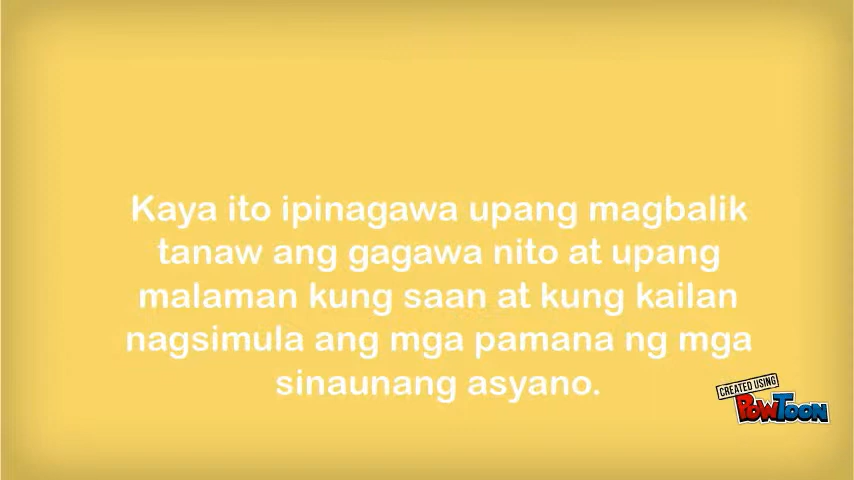 Kaya ito ipinagawa upang magbalik
tanaw ang gagawa nito at upang
malaman kung saan at kung kailan
nagsimula ang mga pamana ng mga
sinaunang asyano.
CREATED USING
PowToon